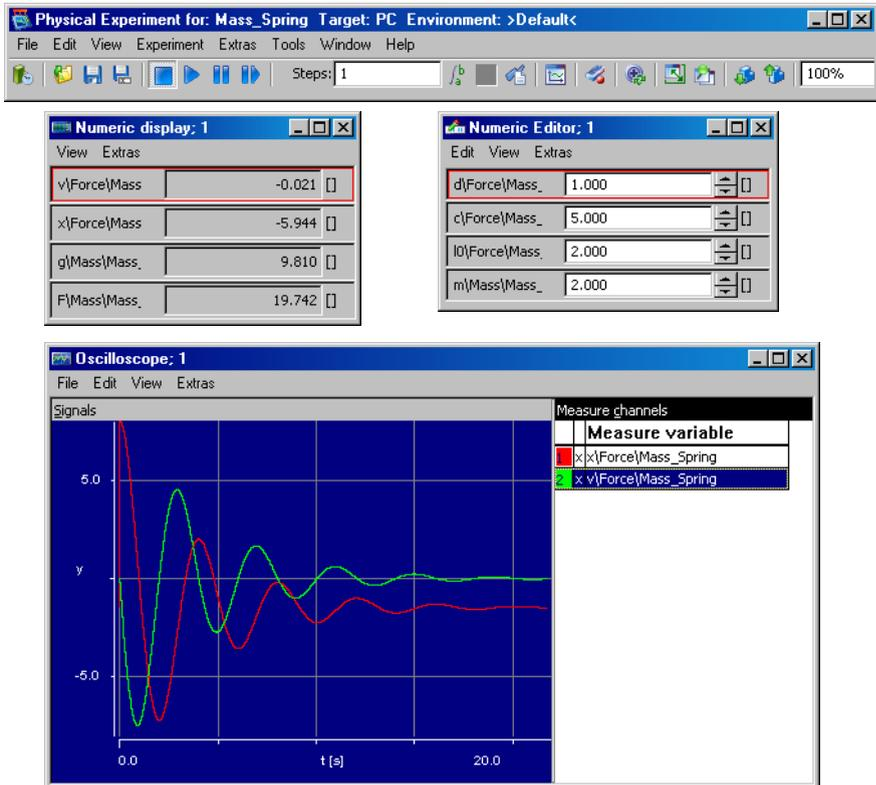 Physical Experiment for: Mass_Spring Target: PC Environment: >Default<
File Edit View Experiment Extras Tools Window Help
Steps: 1 100%
Numeric display; 1
View Extras
v\Force\Mass -0.021 []
x\Force\Mass -5.944 []
g\Mass\Mass_ 9.810 []
F\Mass\Mass_ 19.742 []
Numeric Editor; 1
Edit View Extras
d\Force\Mass_ 1.000 []
c\Force\Mass_ 5.000 []
l0\Force\Mass_ 2.000 []
m\Mass\Mass_ 2.000 []
Oscilloscope; 1
File Edit View Extras
Signals
5.0
y
-5.0
0.0 t [s] 20.0
Measure channels
Measure variable
1 x x\Force\Mass_Spring
2 x v\Force\Mass_Spring